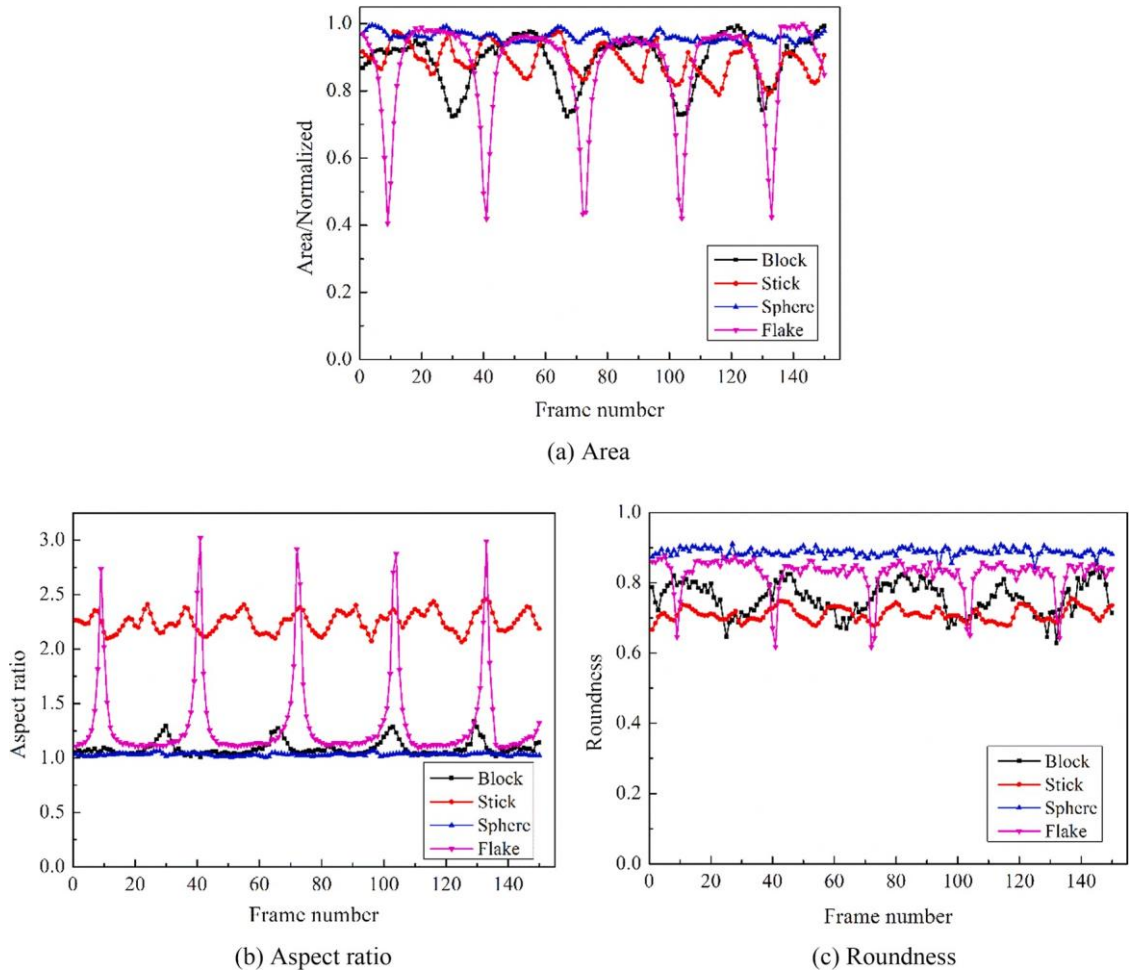 1.0
0.8
0.6
0.4
0.2
0.0
Area/Normalized
Block
Stick
Sphere
Flake
0 20 40 60 80 100 120 140
Frame number
(a) Area
3.0
2.5
2.0
1.5
1.0
0.5
0.0
Aspect ratio
Block
Stick
Sphere
Flake
0 20 40 60 80 100 120 140
Frame number
(b) Aspect ratio
1.0
0.8
0.6
0.4
0.2
0.0
Roundness
Block
Stick
Sphere
Flake
0 20 40 60 80 100 120 140
Frame number
(c) Roundness